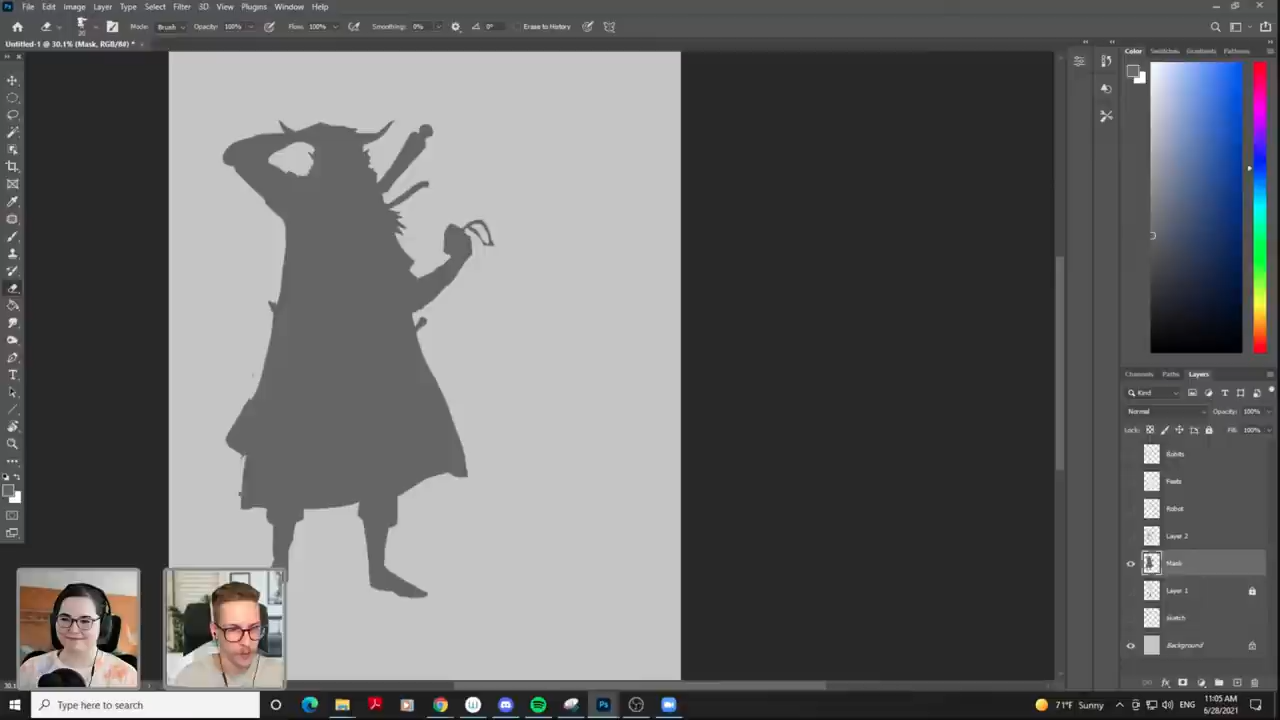 File Edit Image Layer Type Select Filter 3D View Plugins Window Help
20 Mode: Brush Opacity: 100% Flow: 100% Smoothing: 0% 0° Erase to History
Untitled-1 @ 30.1% (Mask, RGB/8#) *
Color Swatches Gradients Patterns
Channels Paths Layers
Kind
Normal Opacity: 100%
Lock: Fill: 100%
Robot
Layer 2
Mask
Layer 1
Sketch
Background
Type here to search
71°F Sunny ENG 11:05 AM
6/28/2021